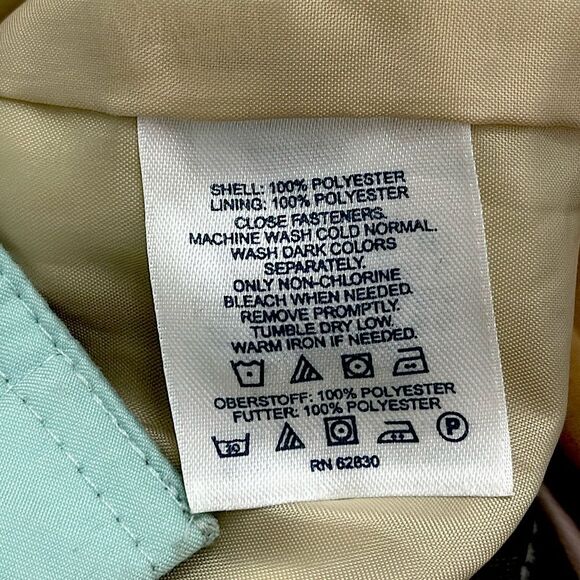 SHELL: 100% POLYESTER
LINING: 100% POLYESTER
CLOSE FASTENERS.
MACHINE WASH COLD NORMAL.
WASH DARK COLORS
SEPARATELY.
ONLY NON-CHLORINE
BLEACH WHEN NEEDED.
REMOVE PROMPTLY.
TUMBLE DRY LOW.
WARM IRON IF NEEDED.
OBERSTOFF: 100% POLYESTER
FUTTER: 100% POLYESTER
30 P
RN 62830